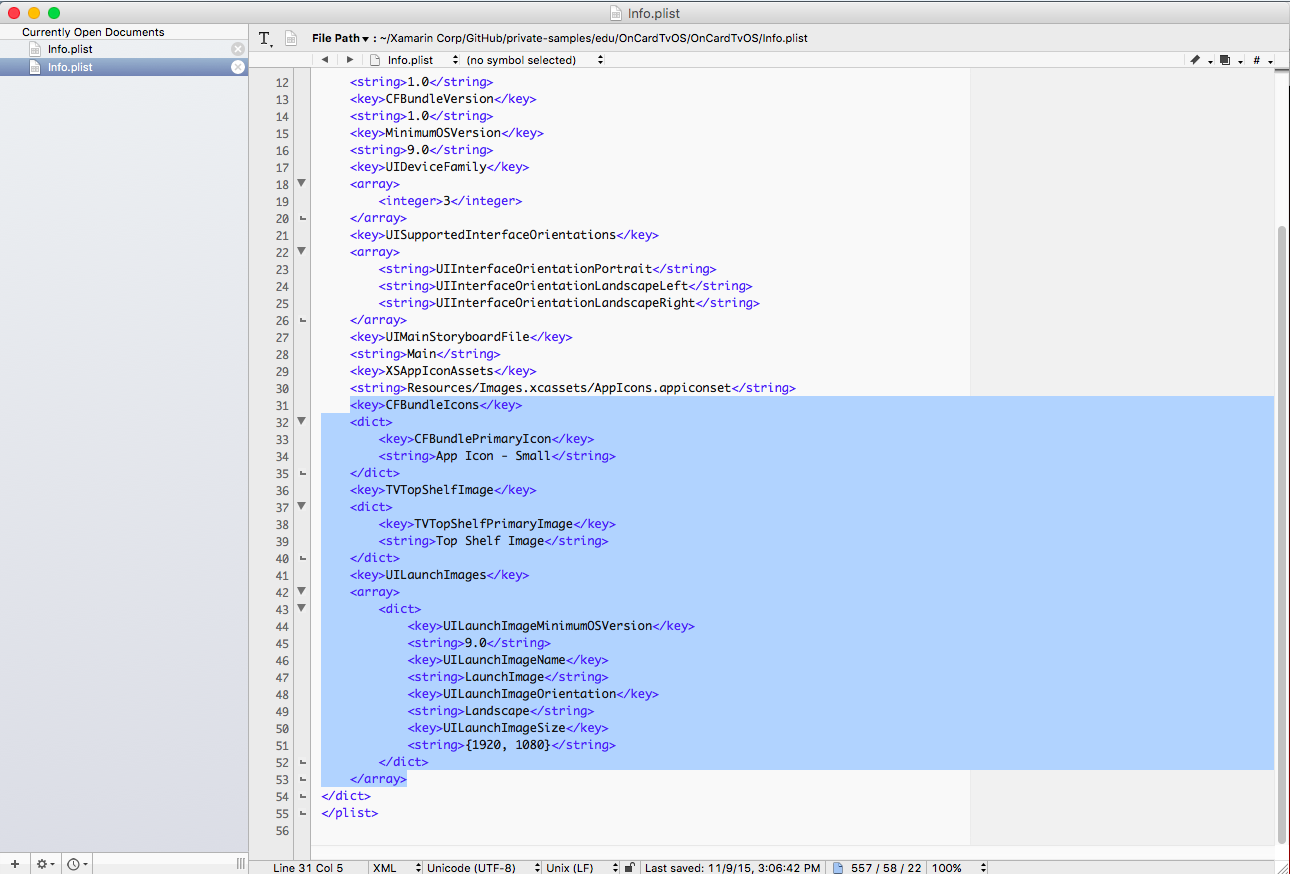 Info.plist
Currently Open Documents
Info.plist
Info.plist
File Path ▾ : ~/Xamarin Corp/GitHub/private-samples/edu/OnCardTvOS/OnCardTvOS/Info.plist
Info.plist (no symbol selected) #
12 <string>1.0</string>
13 <key>CFBundleVersion</key>
14 <string>1.0</string>
15 <key>MinimumOSVersion</key>
16 <string>9.0</string>
17 <key>UIDeviceFamily</key>
18 <array>
19 <integer>3</integer>
20 </array>
21 <key>UISupportedInterfaceOrientations</key>
22 <array>
23 <string>UIInterfaceOrientationPortrait</string>
24 <string>UIInterfaceOrientationLandscapeLeft</string>
25 <string>UIInterfaceOrientationLandscapeRight</string>
26 </array>
27 <key>UIMainStoryboardFile</key>
28 <string>Main</string>
29 <key>XSAppIconAssets</key>
30 <string>Resources/Images.xcassets/AppIcons.appiconset</string>
31 <key>CFBundleIcons</key>
32 <dict>
33 <key>CFBundlePrimaryIcon</key>
34 <string>App Icon - Small</string>
35 </dict>
36 <key>TVTopShelfImage</key>
37 <dict>
38 <key>TVTopShelfPrimaryImage</key>
39 <string>Top Shelf Image</string>
40 </dict>
41 <key>UILaunchImages</key>
42 <array>
43 <dict>
44 <key>UILaunchImageMinimumOSVersion</key>
45 <string>9.0</string>
46 <key>UILaunchImageName</key>
47 <string>LaunchImage</string>
48 <key>UILaunchImageOrientation</key>
49 <string>Landscape</string>
50 <key>UILaunchImageSize</key>
51 <string>{1920, 1080}</string>
52 </dict>
53 </array>
54 </dict>
55 </plist>
56
Line 31 Col 5 XML Unicode (UTF-8) Unix (LF) Last saved: 11/9/15, 3:06:42 PM 557 / 58 / 22 100%